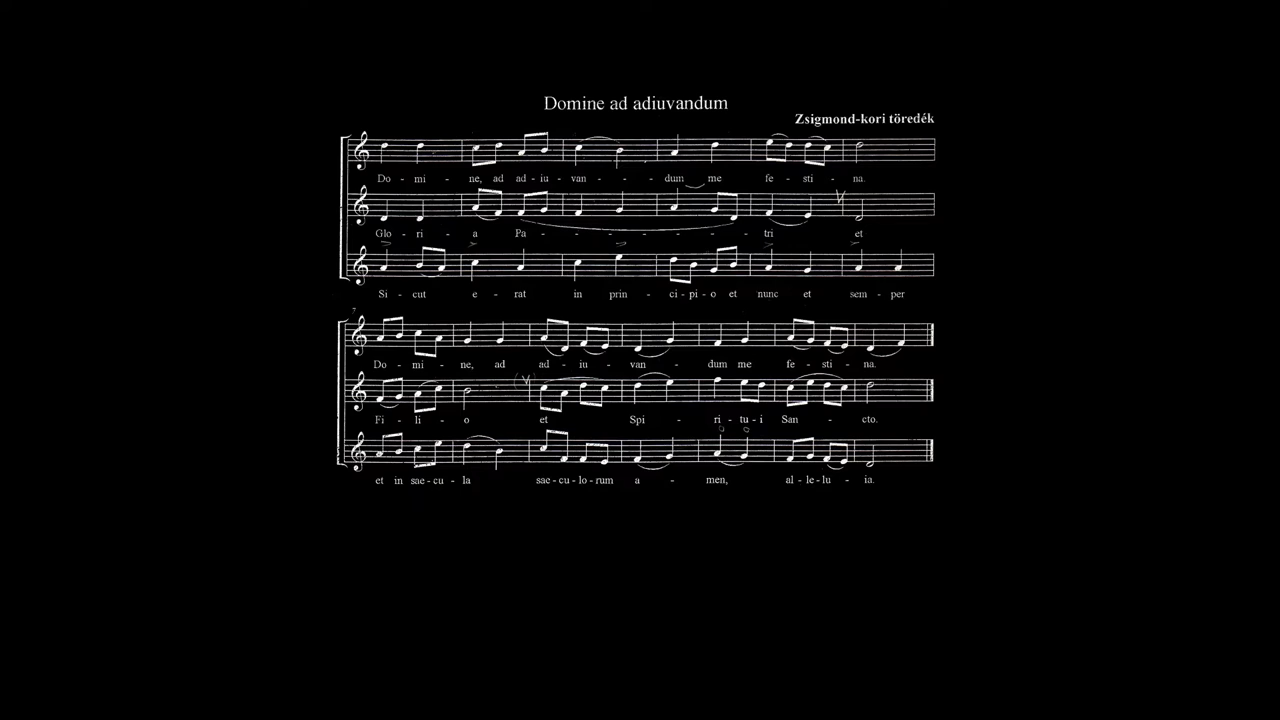 Domine ad adiuvandum
Zsigmond-kori töredék
Do - mi - ne, ad ad - iu - van - - dum me fe - sti - na.
Glo - ri - a Pa - - - - - - tri et
Si - cut e - rat in prin - ci - pi - o et nunc et sem - per
7
Do - mi - ne, ad ad - iu - van - dum me fe - sti - na.
Fi - li - o et Spi - ri - tu - i San - cto.
et in sae - cu - la sae - cu - lo - rum a - men, al - le - lu - ia.